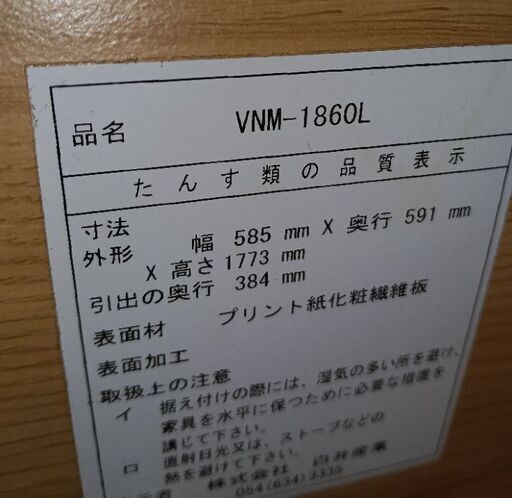 品名 VNM-1860L
たんす類の品質表示
寸法
外形 幅 585 mm X 奥行 591 mm
X 高さ 1773 mm
引出の奥行 384 mm
表面材 プリント紙化粧繊維板
表面加工
取扱上の注意
イ 据え付けの際には、湿気の多い所を避け、
家具を水平に保つために必要な措置を
講じて下さい。
ロ 直射日光又は、ストーブなどの
熱を避けて下さい。
株式会社 白井産業
054(634)3335